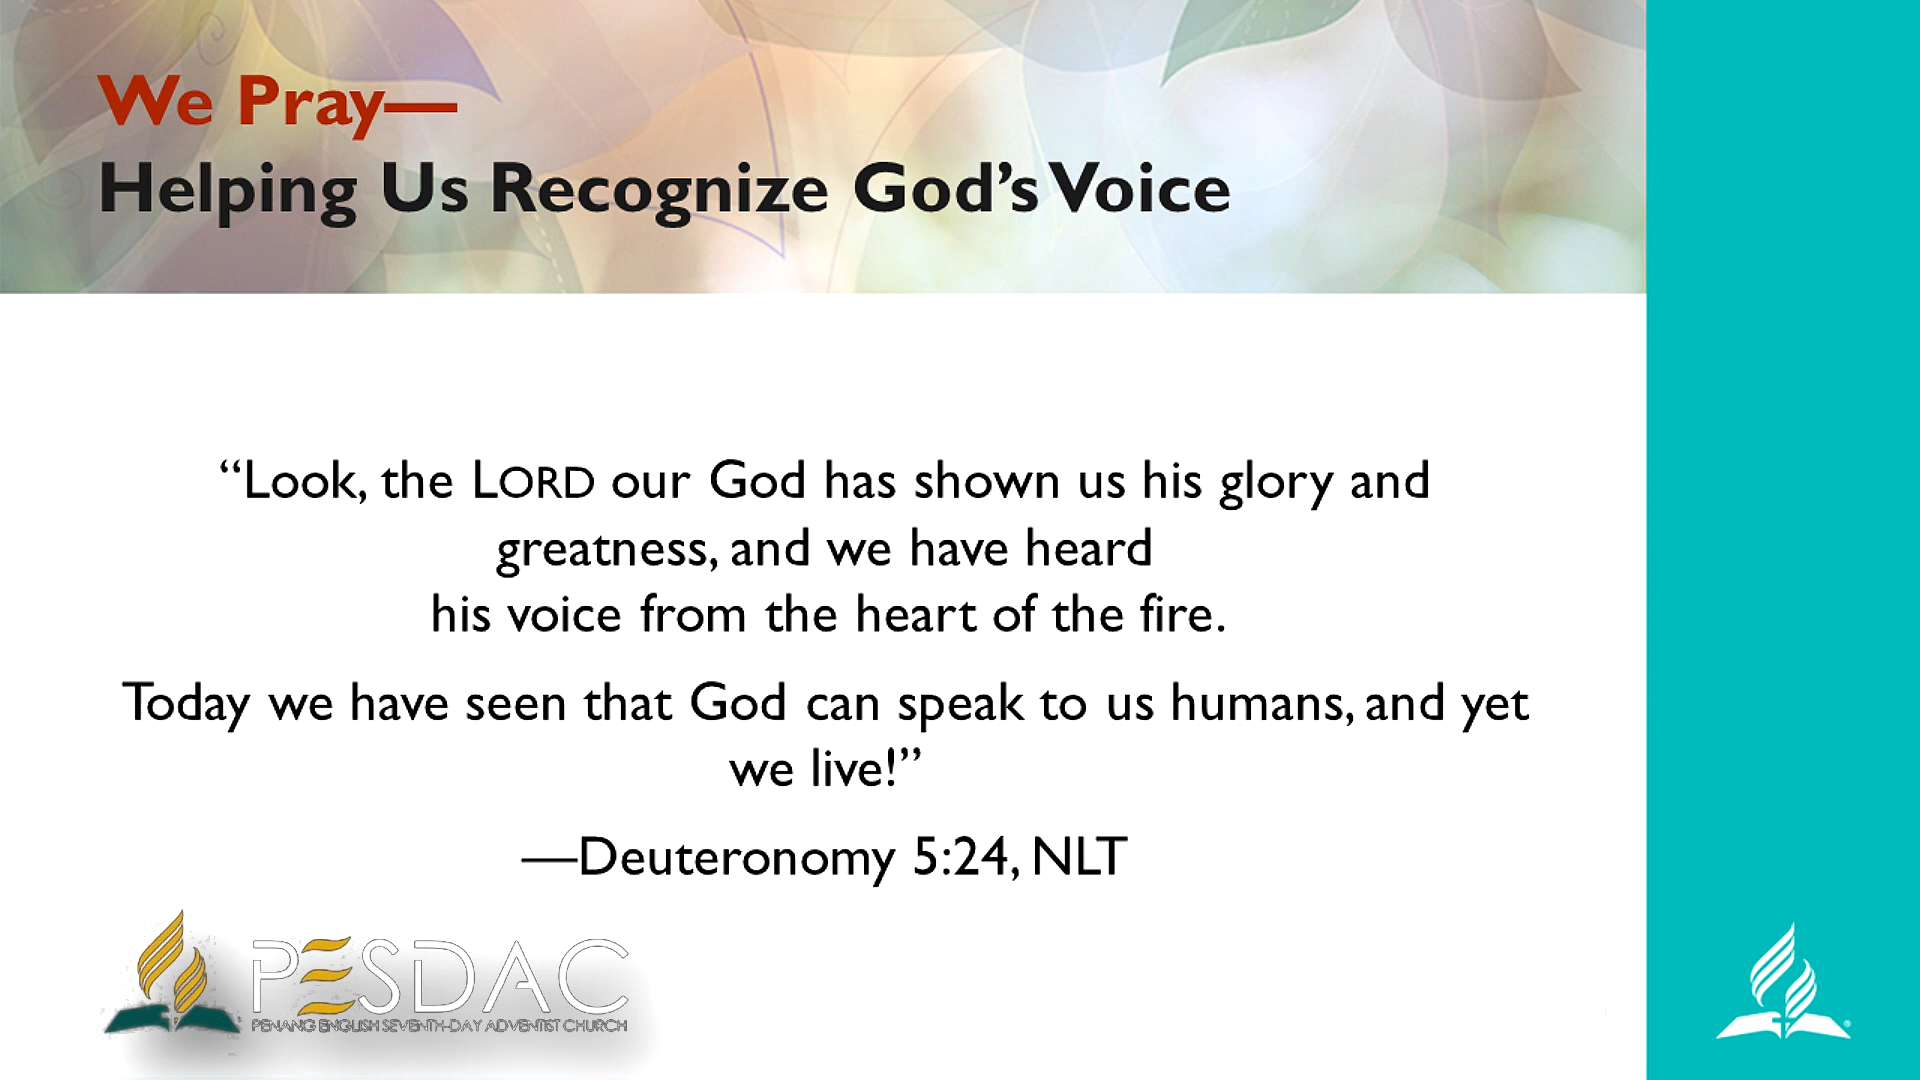 We Pray—
Helping Us Recognize God’s Voice
“Look, the LORD our God has shown us his glory and
greatness, and we have heard
his voice from the heart of the fire.
Today we have seen that God can speak to us humans, and yet
we live!”
—Deuteronomy 5:24, NLT
PESDAC
PENANG ENGLISH SEVENTH-DAY ADVENTIST CHURCH
®